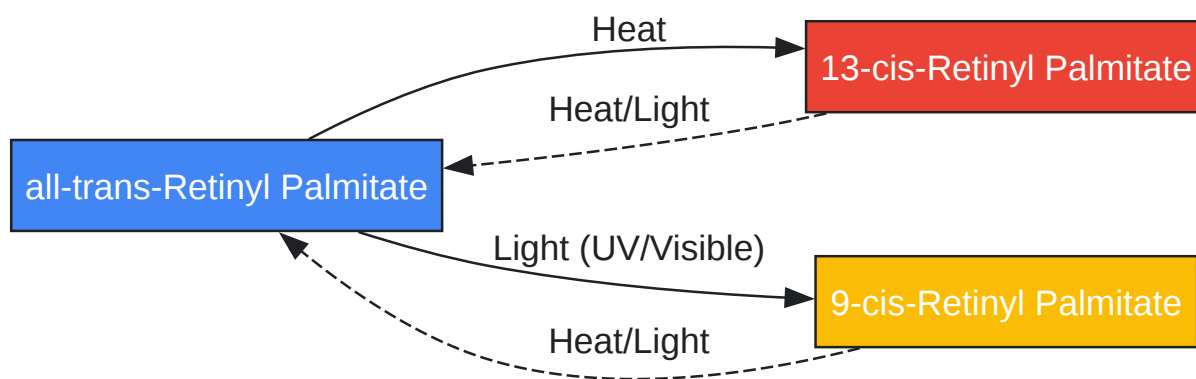 Heat
13-cis-Retinyl Palmitate
Heat/Light
all-trans-Retinyl Palmitate
Light (UV/Visible)
9-cis-Retinyl Palmitate
Heat/Light